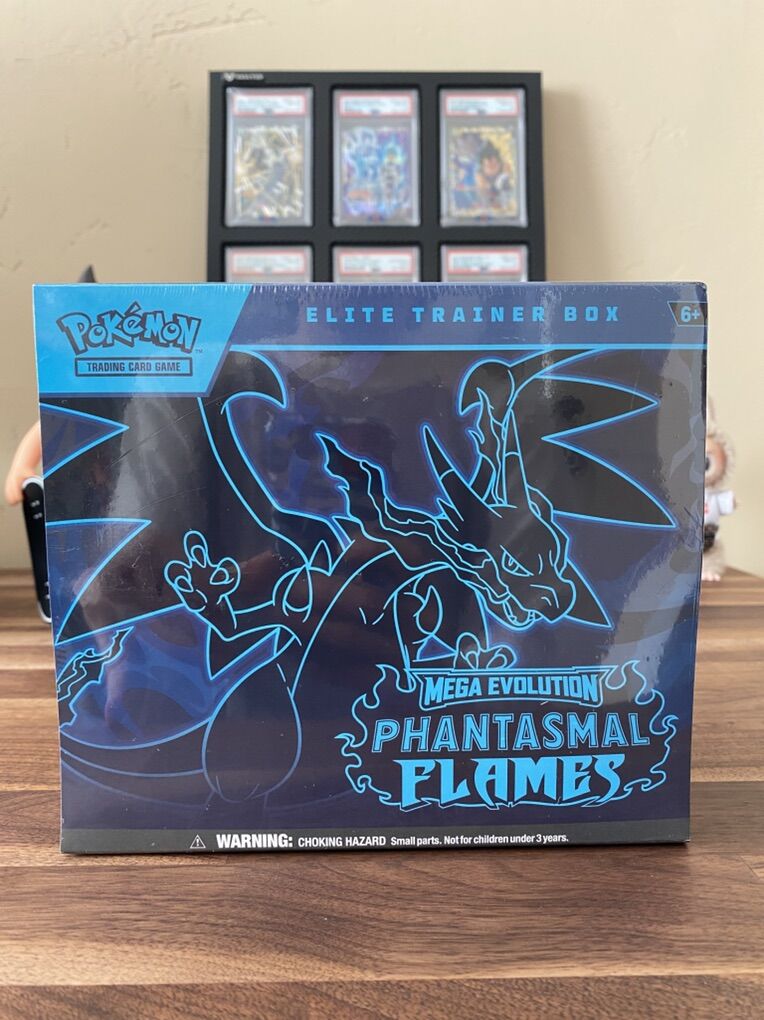 POKéMON
TRADING CARD GAME
ELITE TRAINER BOX
6+
MEGA EVOLUTION
PHANTASMAL
FLAMES
⚠ WARNING: CHOKING HAZARD Small parts. Not for children under 3 years.